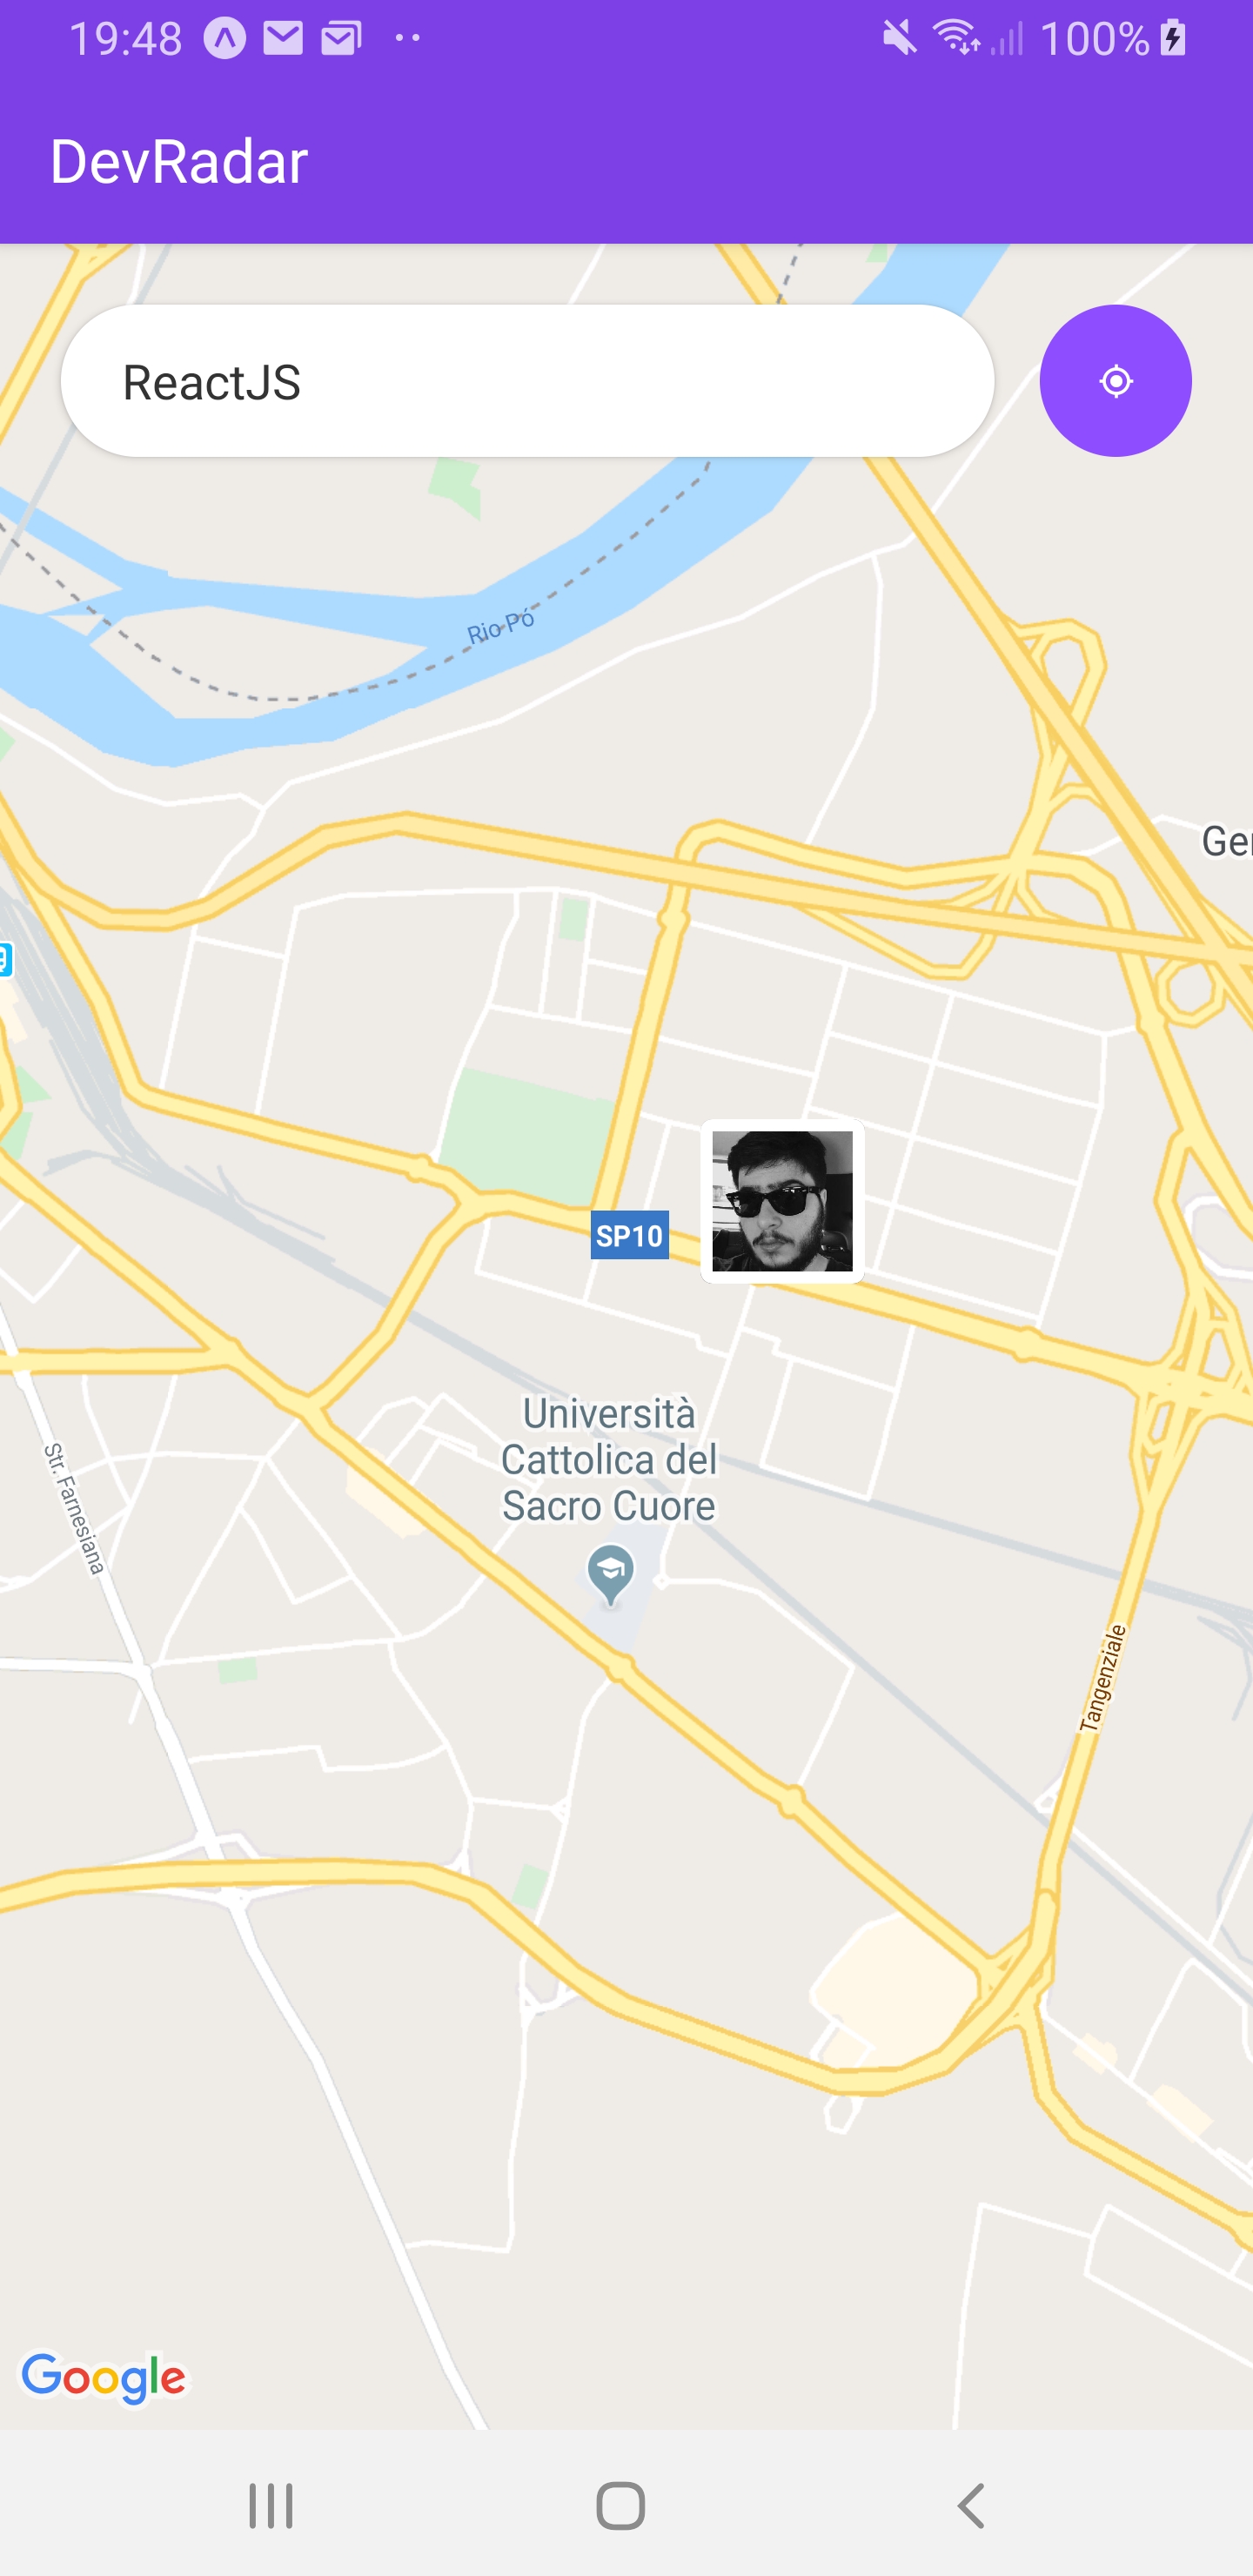 19:48
100%
DevRadar
ReactJS
Rio Pó
Ger
SP10
Università
Cattolica del
Sacro Cuore
Str. Farnesiana
Tangenziale
Google